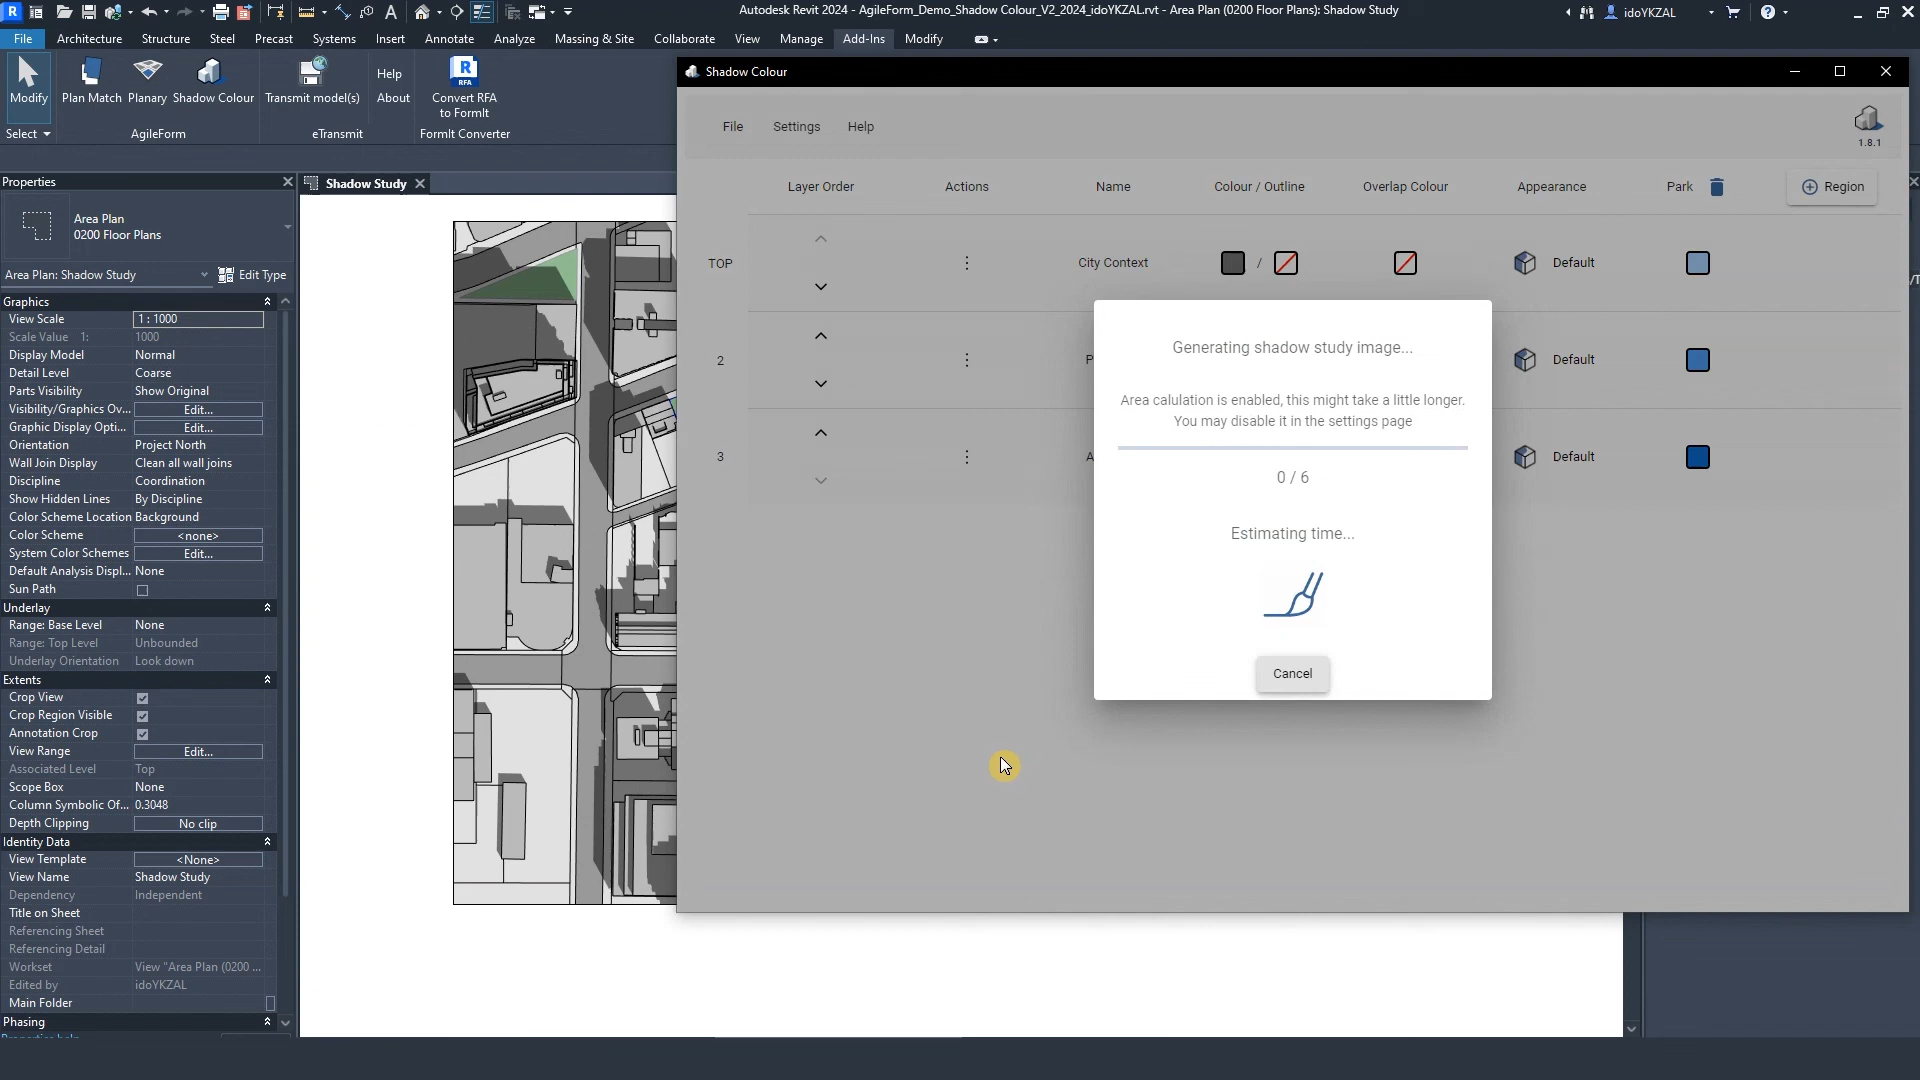 Autodesk Revit 2024 - AgileForm_Demo_Shadow Colour_V2_2024_idoYKZAL.rvt - Area Plan (0200 Floor Plans): Shadow Study
idoYKZAL
File Architecture Structure Steel Precast Systems Insert Annotate Analyze Massing & Site Collaborate View Manage Add-Ins Modify
Modify
Plan Match Planary Shadow Colour
Transmit model(s)
Help
About
RFA
Convert RFA
to FormIt
Select
AgileForm
eTransmit
FormIt Converter
Properties
Area Plan
0200 Floor Plans
Area Plan: Shadow Study
Edit Type
Graphics
View Scale 1 : 1000
Scale Value 1: 1000
Display Model Normal
Detail Level Coarse
Parts Visibility Show Original
Visibility/Graphics Ov... Edit...
Graphic Display Opti... Edit...
Orientation Project North
Wall Join Display Clean all wall joins
Discipline Coordination
Show Hidden Lines By Discipline
Color Scheme Location Background
Color Scheme <none>
System Color Schemes Edit...
Default Analysis Displ... None
Sun Path
Underlay
Range: Base Level None
Range: Top Level Unbounded
Underlay Orientation Look down
Extents
Crop View
Crop Region Visible
Annotation Crop
View Range Edit...
Associated Level Top
Scope Box None
Column Symbolic Of... 0.3048
Depth Clipping No clip
Identity Data
View Template <None>
View Name Shadow Study
Dependency Independent
Title on Sheet
Referencing Sheet
Referencing Detail
Workset View "Area Plan (0200 ...
Edited by idoYKZAL
Main Folder
Phasing
Shadow Study
Shadow Colour
File Settings Help
1.8.1
Layer Order Actions Name Colour / Outline Overlap Colour Appearance Park Region
TOP City Context / Default
2 P Default
3 A Default
Generating shadow study image...
Area calulation is enabled, this might take a little longer.
You may disable it in the settings page
0 / 6
Estimating time...
Cancel